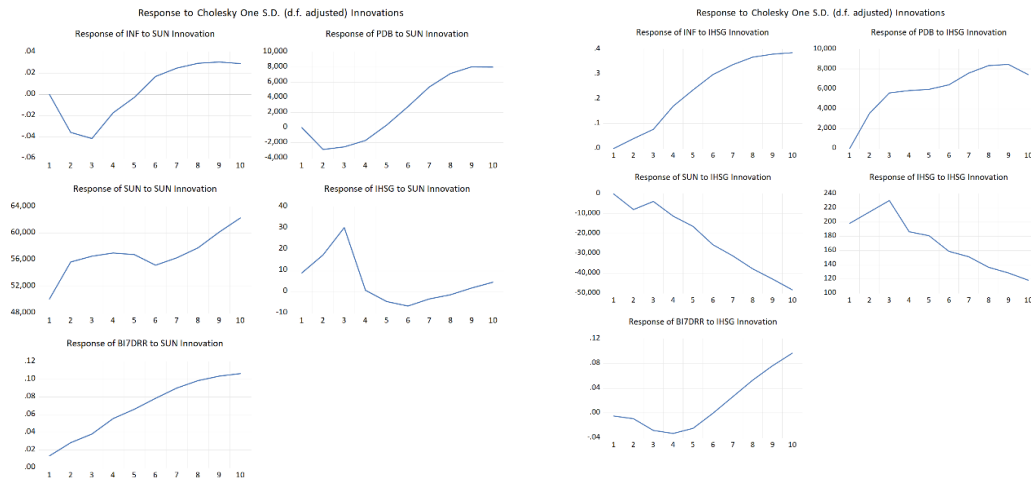 Response to Cholesky One S.D. (d.f. adjusted) Innovations
Response of INF to SUN Innovation
.04
.02
.00
-.02
-.04
-.06
1 2 3 4 5 6 7 8 9 10
Response of PDB to SUN Innovation
10,000
8,000
6,000
4,000
2,000
0
-2,000
-4,000
1 2 3 4 5 6 7 8 9 10
Response of SUN to SUN Innovation
64,000
60,000
56,000
52,000
48,000
1 2 3 4 5 6 7 8 9 10
Response of IHSG to SUN Innovation
40
30
20
10
0
-10
1 2 3 4 5 6 7 8 9 10
Response of BI7DRR to SUN Innovation
.12
.10
.08
.06
.04
.02
.00
1 2 3 4 5 6 7 8 9 10
Response to Cholesky One S.D. (d.f. adjusted) Innovations
Response of INF to IHSG Innovation
.4
.3
.2
.1
.0
1 2 3 4 5 6 7 8 9 10
Response of PDB to IHSG Innovation
10,000
8,000
6,000
4,000
2,000
0
1 2 3 4 5 6 7 8 9 10
Response of SUN to IHSG Innovation
0
-10,000
-20,000
-30,000
-40,000
-50,000
1 2 3 4 5 6 7 8 9 10
Response of IHSG to IHSG Innovation
240
220
200
180
160
140
120
100
1 2 3 4 5 6 7 8 9 10
Response of BI7DRR to IHSG Innovation
.12
.08
.04
.00
-.04
1 2 3 4 5 6 7 8 9 10